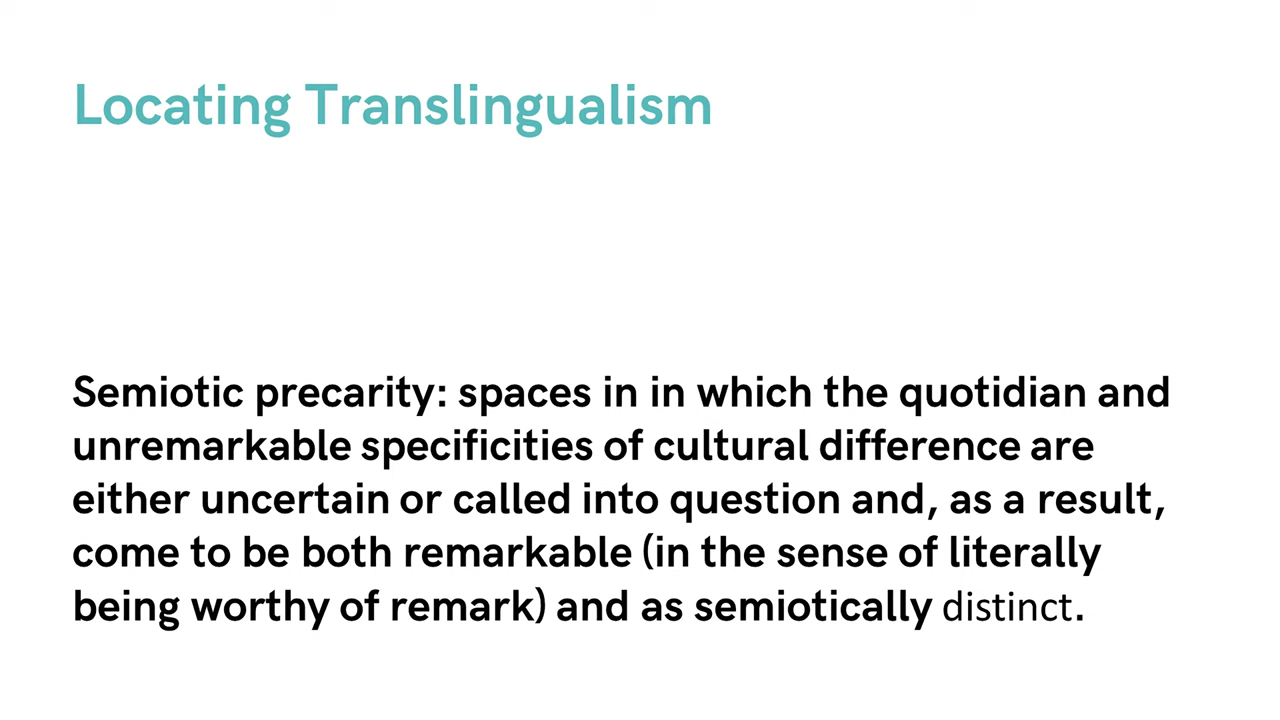 Locating Translingualism
Semiotic precarity: spaces in in which the quotidian and
unremarkable specificities of cultural difference are
either uncertain or called into question and, as a result,
come to be both remarkable (in the sense of literally
being worthy of remark) and as semiotically distinct.